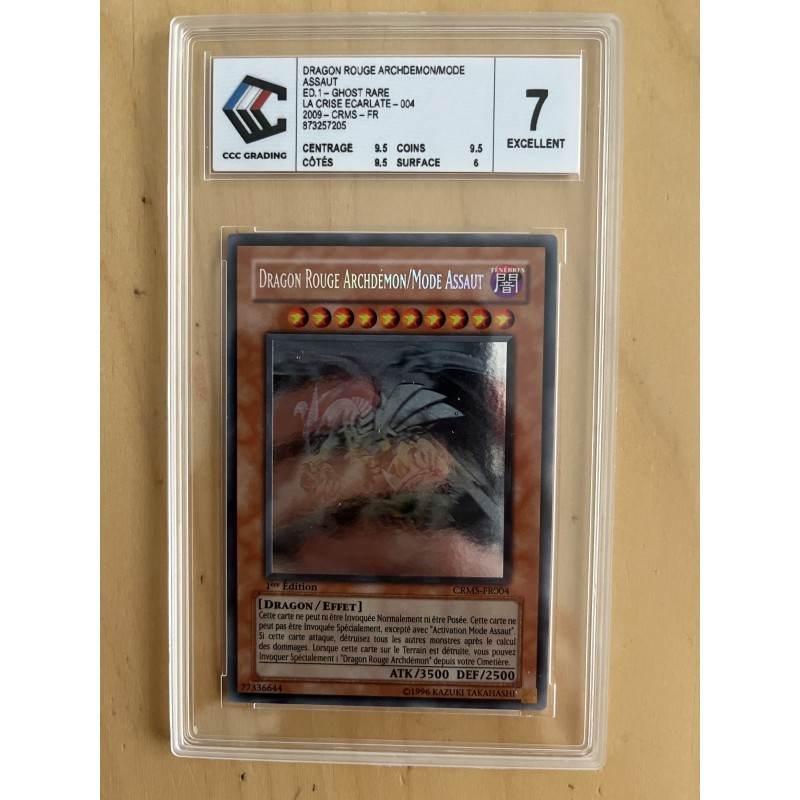 DRAGON ROUGE ARCHDEMON/MODE
ASSAUT
ED.1 – GHOST RARE
LA CRISE ECARLATE – 004
2009 – CRMS – FR
873257205
CENTRAGE 9.5 COINS 9.5
CÔTÉS 9.5 SURFACE 6
CCC GRADING
7
EXCELLENT
DRAGON ROUGE ARCHDÉMON/MODE ASSAUT
TÉNÈBRES
闇
1ère Édition
CRMS-FR004
[DRAGON/EFFET]
Cette carte ne peut ni être Invoquée Normalement ni être Posée. Cette carte ne
peut pas être Invoquée Spécialement, excepté avec "Activation Mode Assaut".
Si cette carte attaque, détruisez tous les autres monstres après le calcul
des dommages. Lorsque cette carte sur le Terrain est détruite, vous pouvez
Invoquer Spécialement 1 "Dragon Rouge Archdémon" depuis votre Cimetière.
ATK/3500 DEF/2500
77336644
©1996 KAZUKI TAKAHASHI